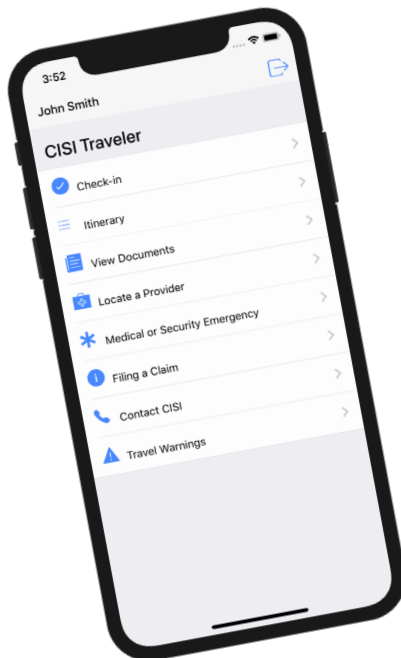 3:52
John Smith
CISI Traveler
Check-in
Itinerary
View Documents
Locate a Provider
Medical or Security Emergency
Filing a Claim
Contact CISI
Travel Warnings